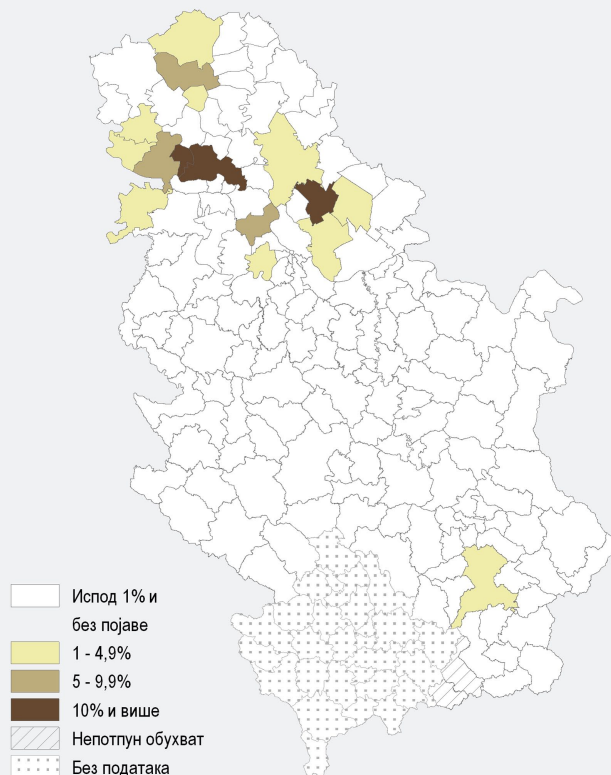 Испод 1% и
без појаве
1 - 4,9%
5 - 9,9%
10% и више
Непотпун обухват
Без података